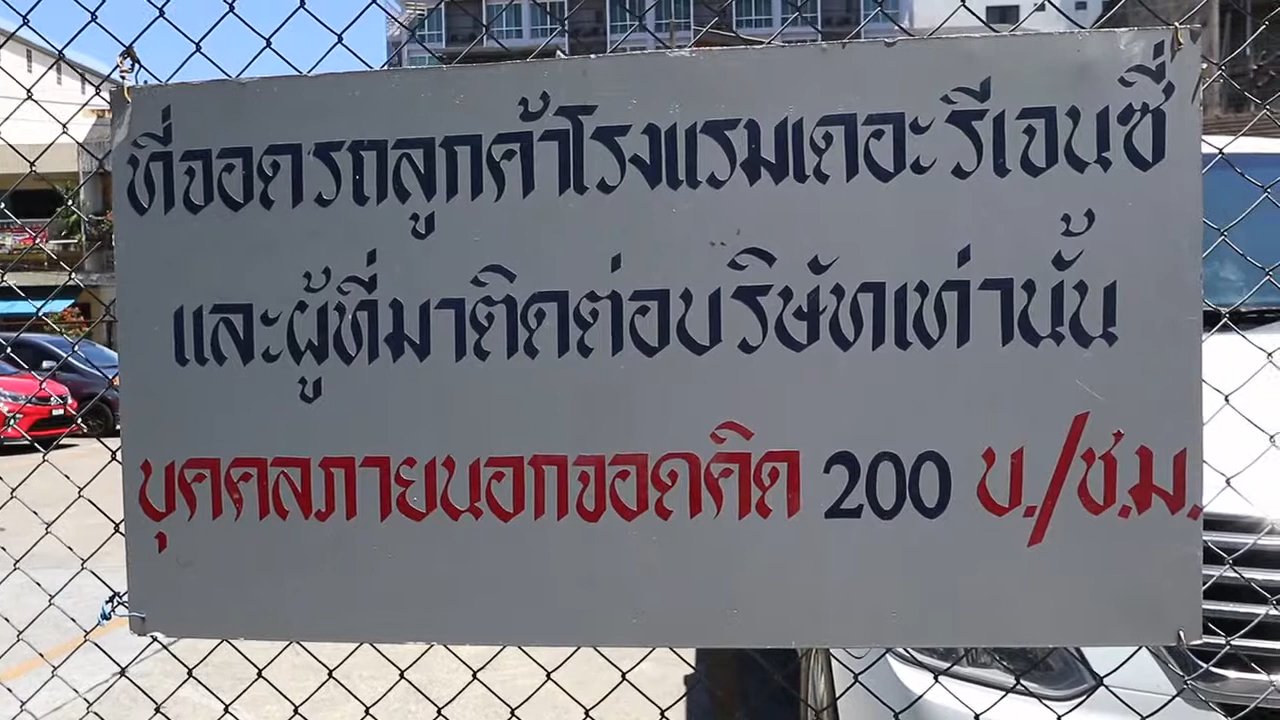 ที่จอดรถลูกค้าโรงแรมเดอะรีเจนซี่
และผู้ที่มาติดต่อบริษัทเท่านั้น
บุคคลภายนอกจอดคิด 200 บ./ช.ม.